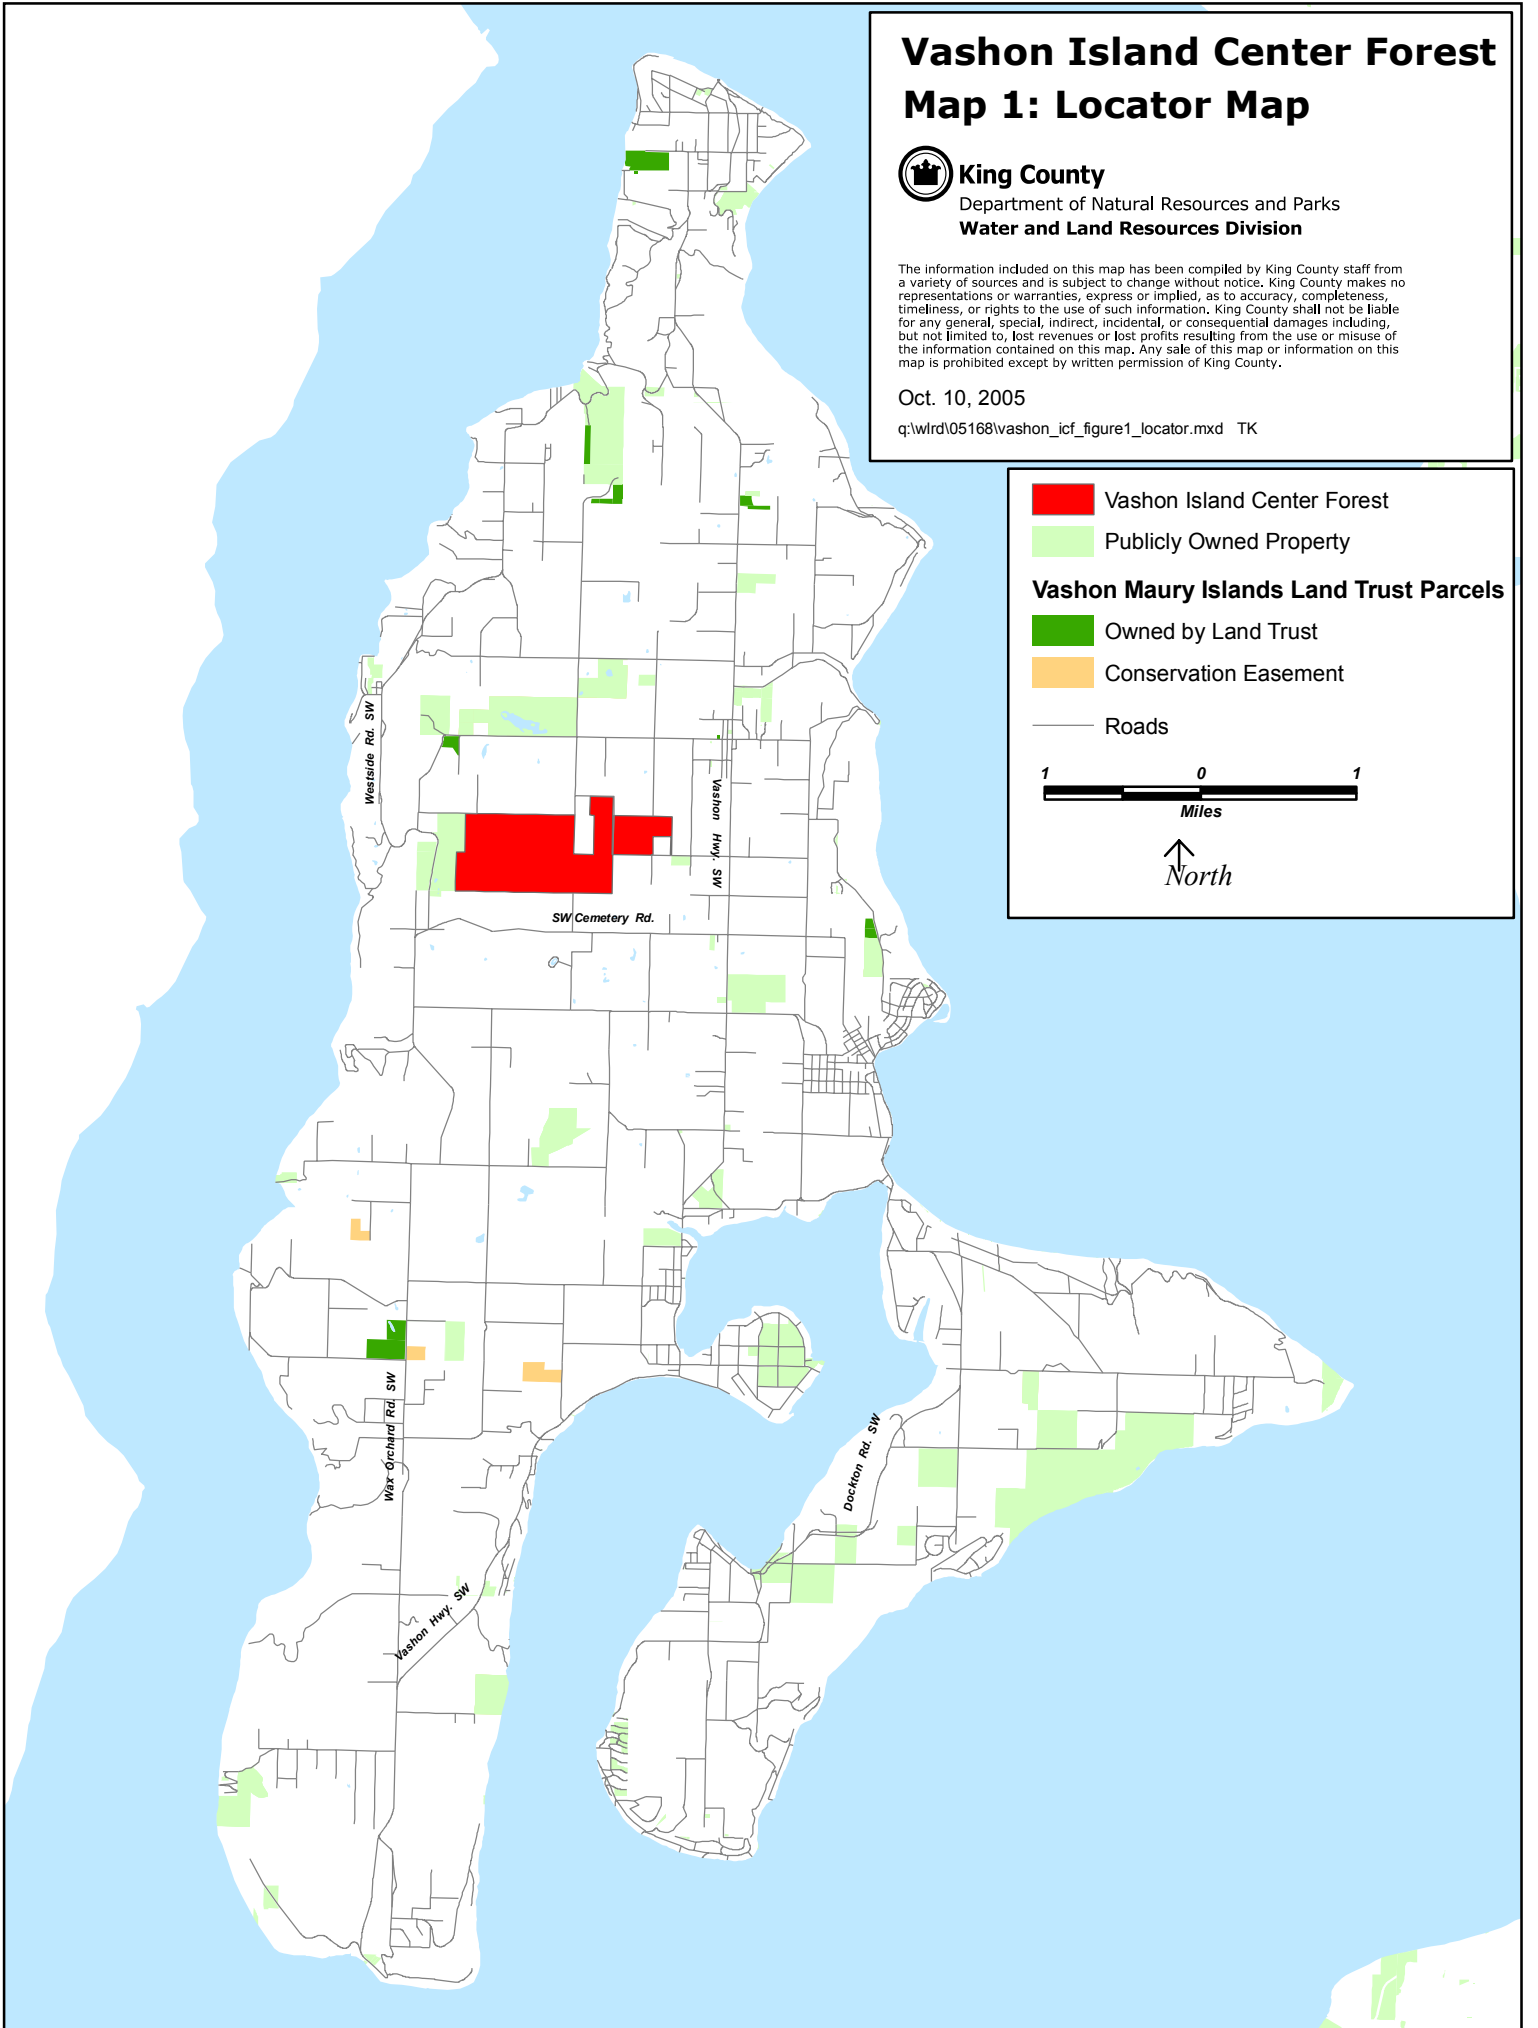 Vashon Island Center Forest
Map 1: Locator Map
King County
Department of Natural Resources and Parks
Water and Land Resources Division
The information included on this map has been compiled by King County staff from
a variety of sources and is subject to change without notice. King County makes no
representations or warranties, express or implied, as to accuracy, completeness,
timeliness, or rights to the use of such information. King County shall not be liable
for any general, special, indirect, incidental, or consequential damages including,
but not limited to, lost revenues or lost profits resulting from the use or misuse of
the information contained on this map. Any sale of this map or information on this
map is prohibited except by written permission of King County.
Oct. 10, 2005
q:\wlrd\05168\vashon_icf_figure1_locator.mxd TK
Vashon Island Center Forest
Publicly Owned Property
Vashon Maury Islands Land Trust Parcels
Owned by Land Trust
Conservation Easement
Roads
1 0 1
Miles
North
Westside Rd. SW
Vashon Hwy. SW
SW Cemetery Rd.
Wax Orchard Rd. SW
Dockton Rd. SW
Vashon Hwy. SW